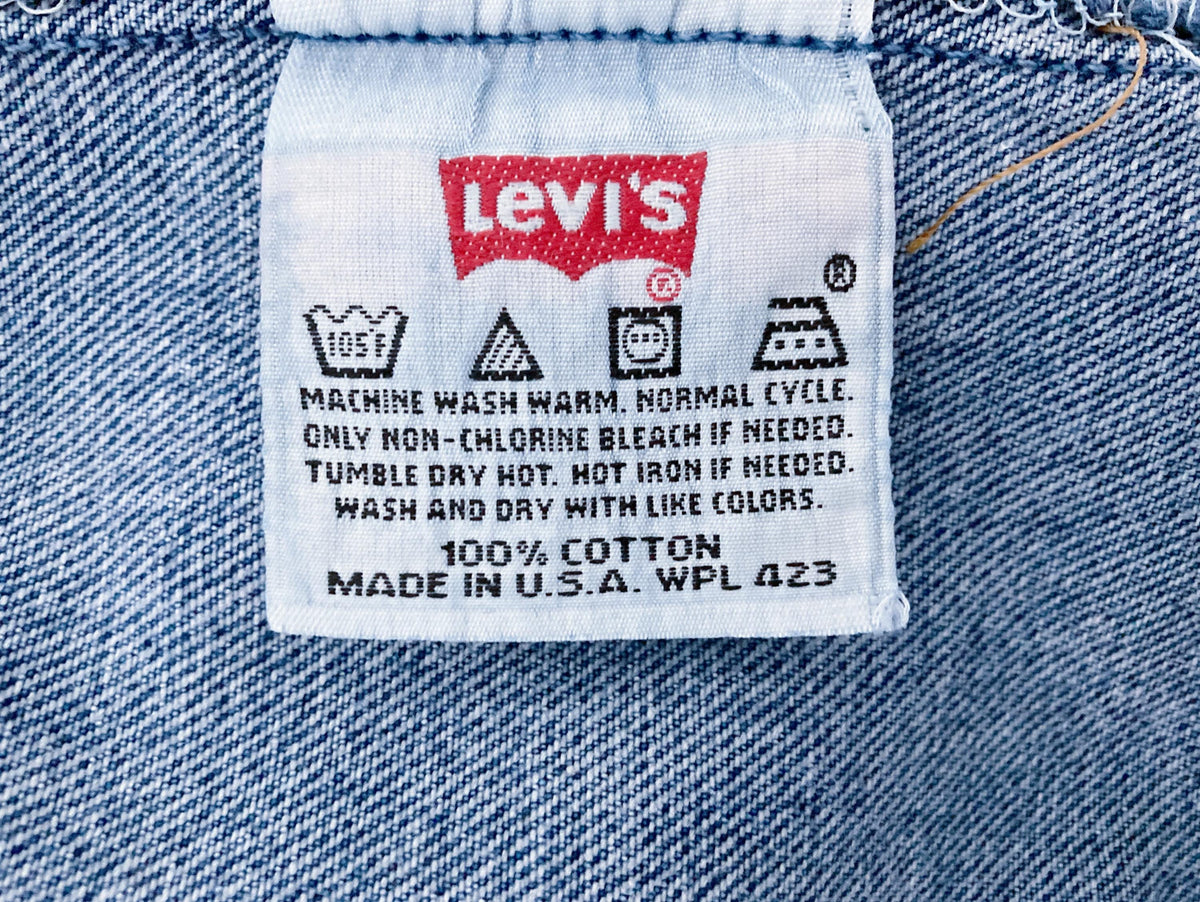 Levi's
®
®
105F
MACHINE WASH WARM. NORMAL CYCLE.
ONLY NON-CHLORINE BLEACH IF NEEDED.
TUMBLE DRY HOT. HOT IRON IF NEEDED.
WASH AND DRY WITH LIKE COLORS.
100% COTTON
MADE IN U.S.A. WPL 423